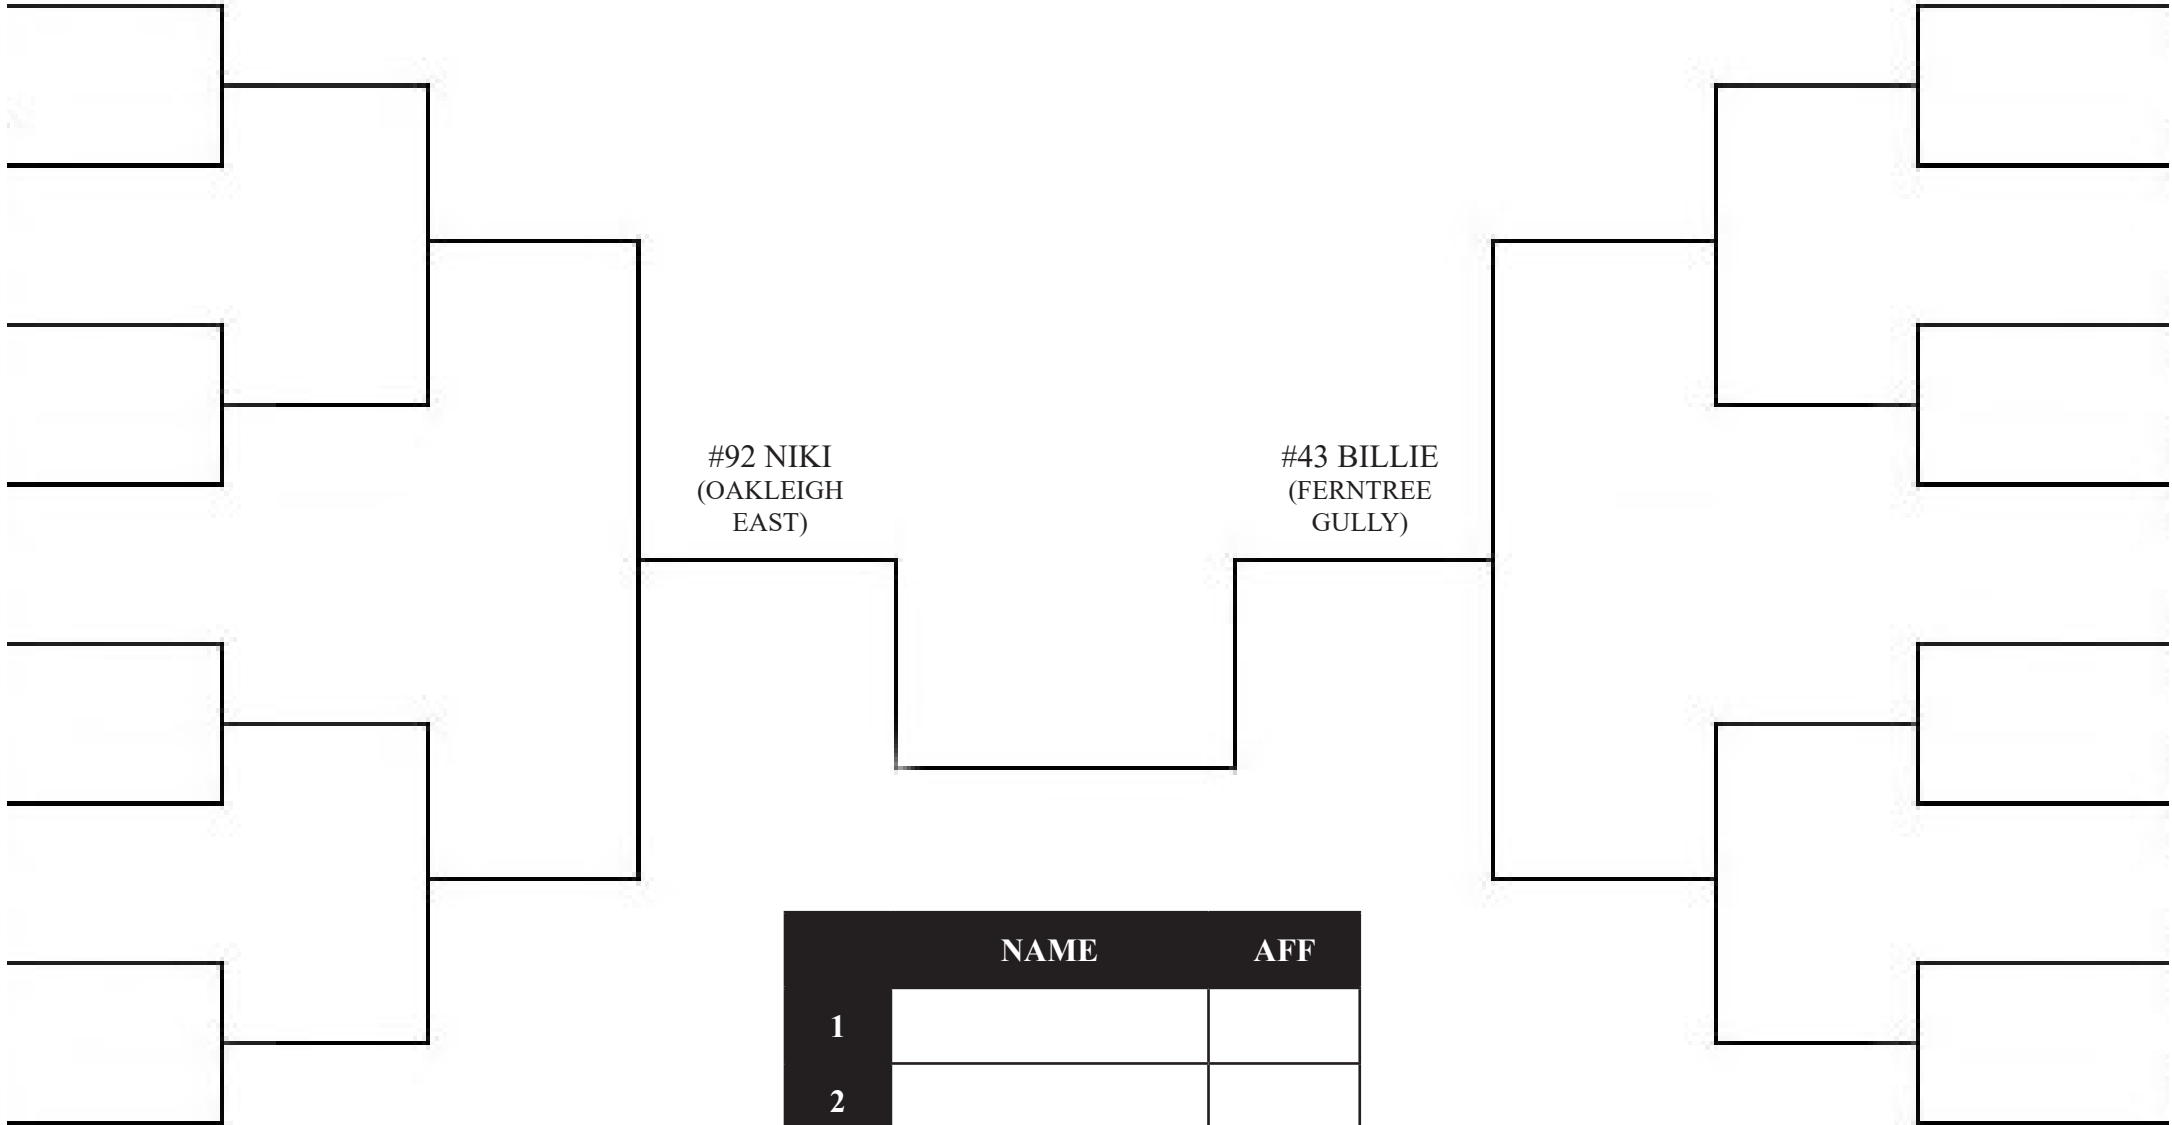 #92 NIKI
(OAKLEIGH
EAST)
#43 BILLIE
(FERNTREE
GULLY)
NAME AFF
1
2